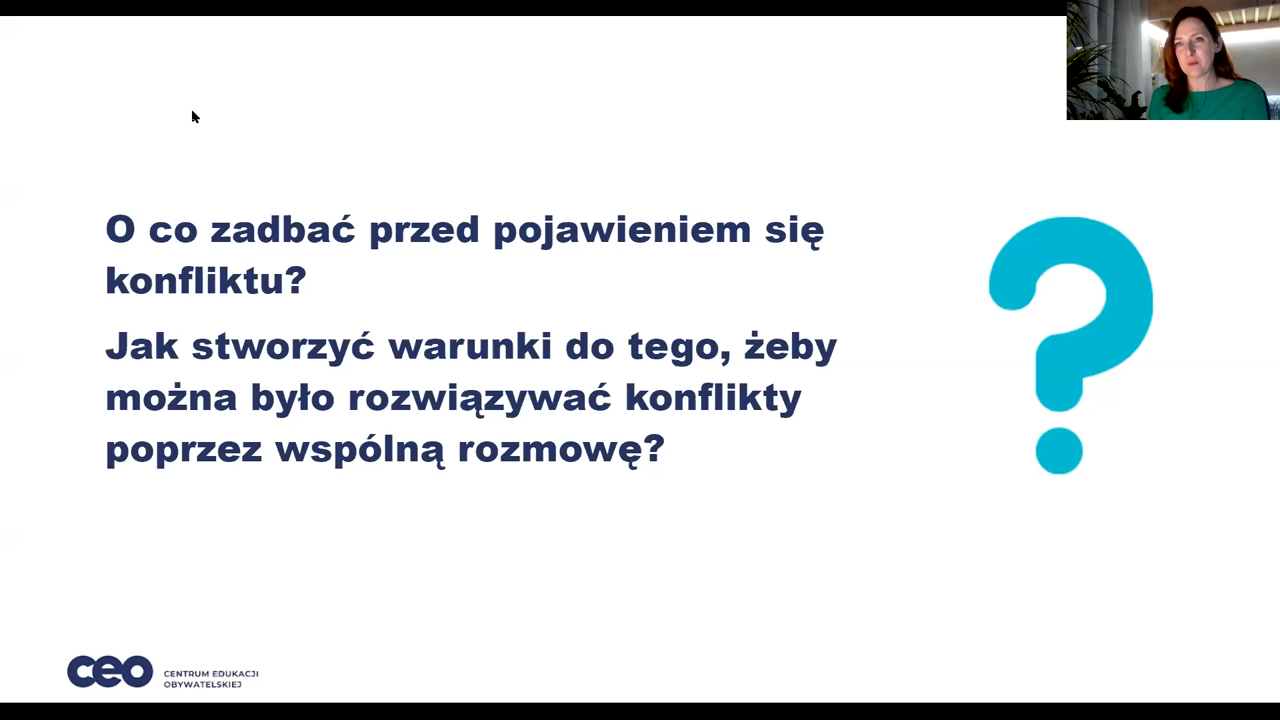 O co zadbać przed pojawieniem się
konfliktu?
Jak stworzyć warunki do tego, żeby
można było rozwiązywać konflikty
poprzez wspólną rozmowę?
?
ceo
CENTRUM EDUKACJI
OBYWATELSKIEJ